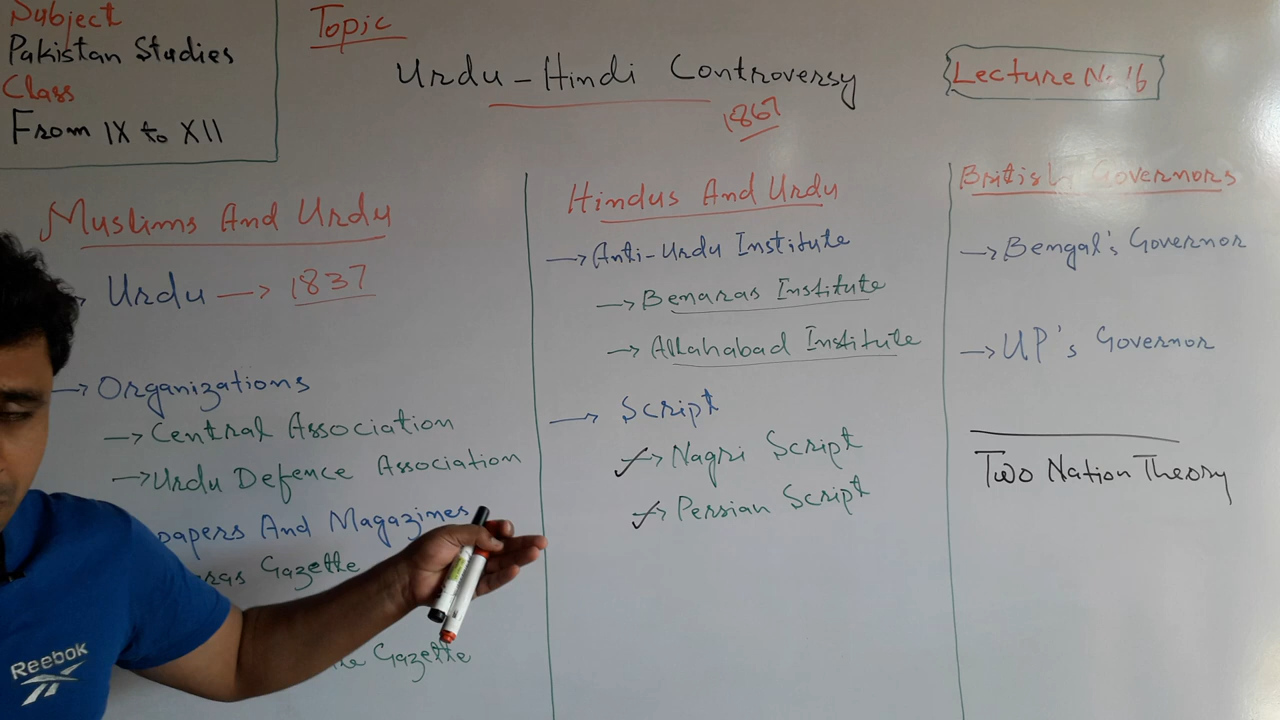 Subject
Pakistan Studies
Class
From IX to XII
Topic
Urdu-Hindi Controversy
1867
Lecture No 16
Muslims And Urdu
Urdu → 1837
→ Organizations
→ Central Association
→ Urdu Defence Association
papers And Magazines
Gazette
Gazette
Hindus And Urdu
→ Anti-Urdu Institute
→ Benaras Institute
→ Allahabad Institute
→ Script
→ Nagri Script
→ Persian Script
British Governors
→ Bengal's Governor
→ UP's Governor
Two Nation Theory
Reebok